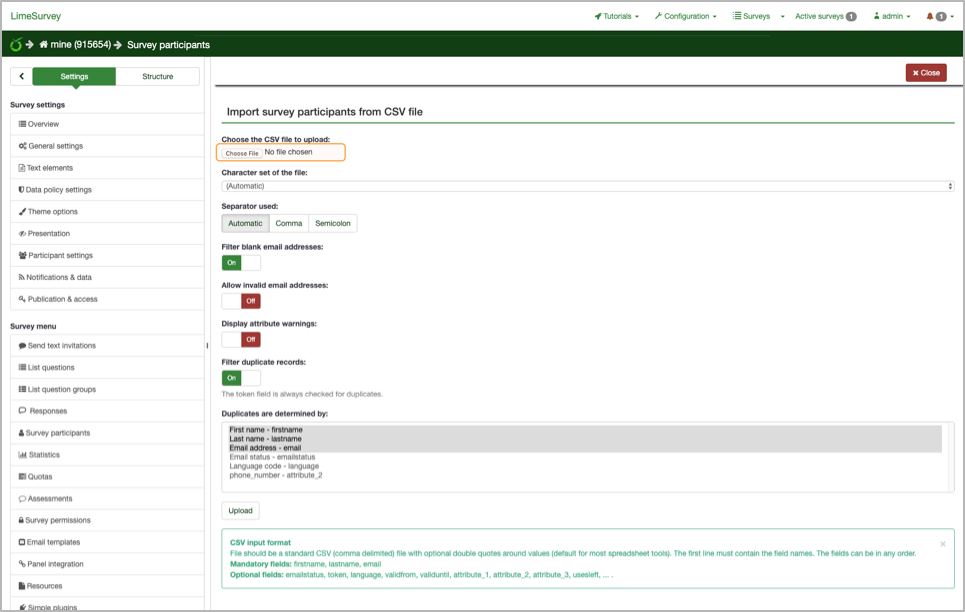 LimeSurvey
Tutorials
Configuration
Surveys
Active surveys 1
admin
1
mine (915654)
Survey participants
Settings
Structure
Close
Survey settings
Overview
General settings
Text elements
Data policy settings
Theme options
Presentation
Participant settings
Notifications & data
Publication & access
Survey menu
Send text invitations
List questions
List question groups
Responses
Survey participants
Statistics
Quotas
Assessments
Survey permissions
Email templates
Panel integration
Resources
Simple plugins
Import survey participants from CSV file
Choose the CSV file to upload:
Choose File No file chosen
Character set of the file:
(Automatic)
Separator used:
Automatic Comma Semicolon
Filter blank email addresses:
On
Allow invalid email addresses:
Off
Display attribute warnings:
Off
Filter duplicate records:
On
The token field is always checked for duplicates.
Duplicates are determined by:
First name - firstname
Last name - lastname
Email address - email
Email status - emailstatus
Language code - language
phone_number - attribute_2
Upload
CSV input format
File should be a standard CSV (comma delimited) file with optional double quotes around values (default for most spreadsheet tools). The first line must contain the field names. The fields can be in any order.
Mandatory fields: firstname, lastname, email
Optional fields: emailstatus, token, language, validfrom, validuntil, attribute_1, attribute_2, attribute_3, usesleft, ... .